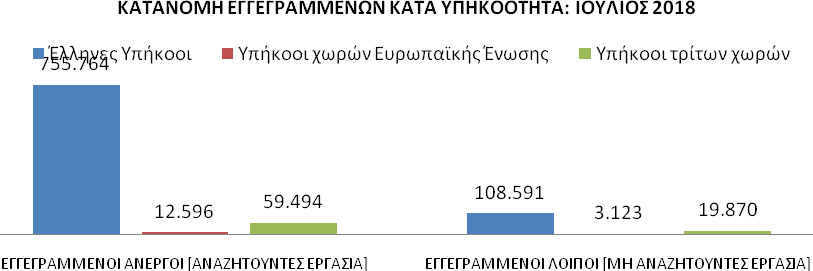 ΚΑΤΑΝΟΜΗ ΕΓΓΕΓΡΑΜΜΕΝΩΝ ΚΑΤΑ ΥΠΗΚΟΟΤΗΤΑ: ΙΟΥΛΙΟΣ 2018
Έλληνες Υπήκοοι Υπήκοοι χωρών Ευρωπαϊκής Ένωσης Υπήκοοι τρίτων χωρών
755.764
12.596
59.494
108.591
3.123
19.870
ΕΓΓΕΓΡΑΜΜΕΝΟΙ ΑΝΕΡΓΟΙ [ΑΝΑΖΗΤΟΥΝΤΕΣ ΕΡΓΑΣΙΑ] ΕΓΓΕΓΡΑΜΜΕΝΟΙ ΛΟΙΠΟΙ [ΜΗ ΑΝΑΖΗΤΟΥΝΤΕΣ ΕΡΓΑΣΙΑ]